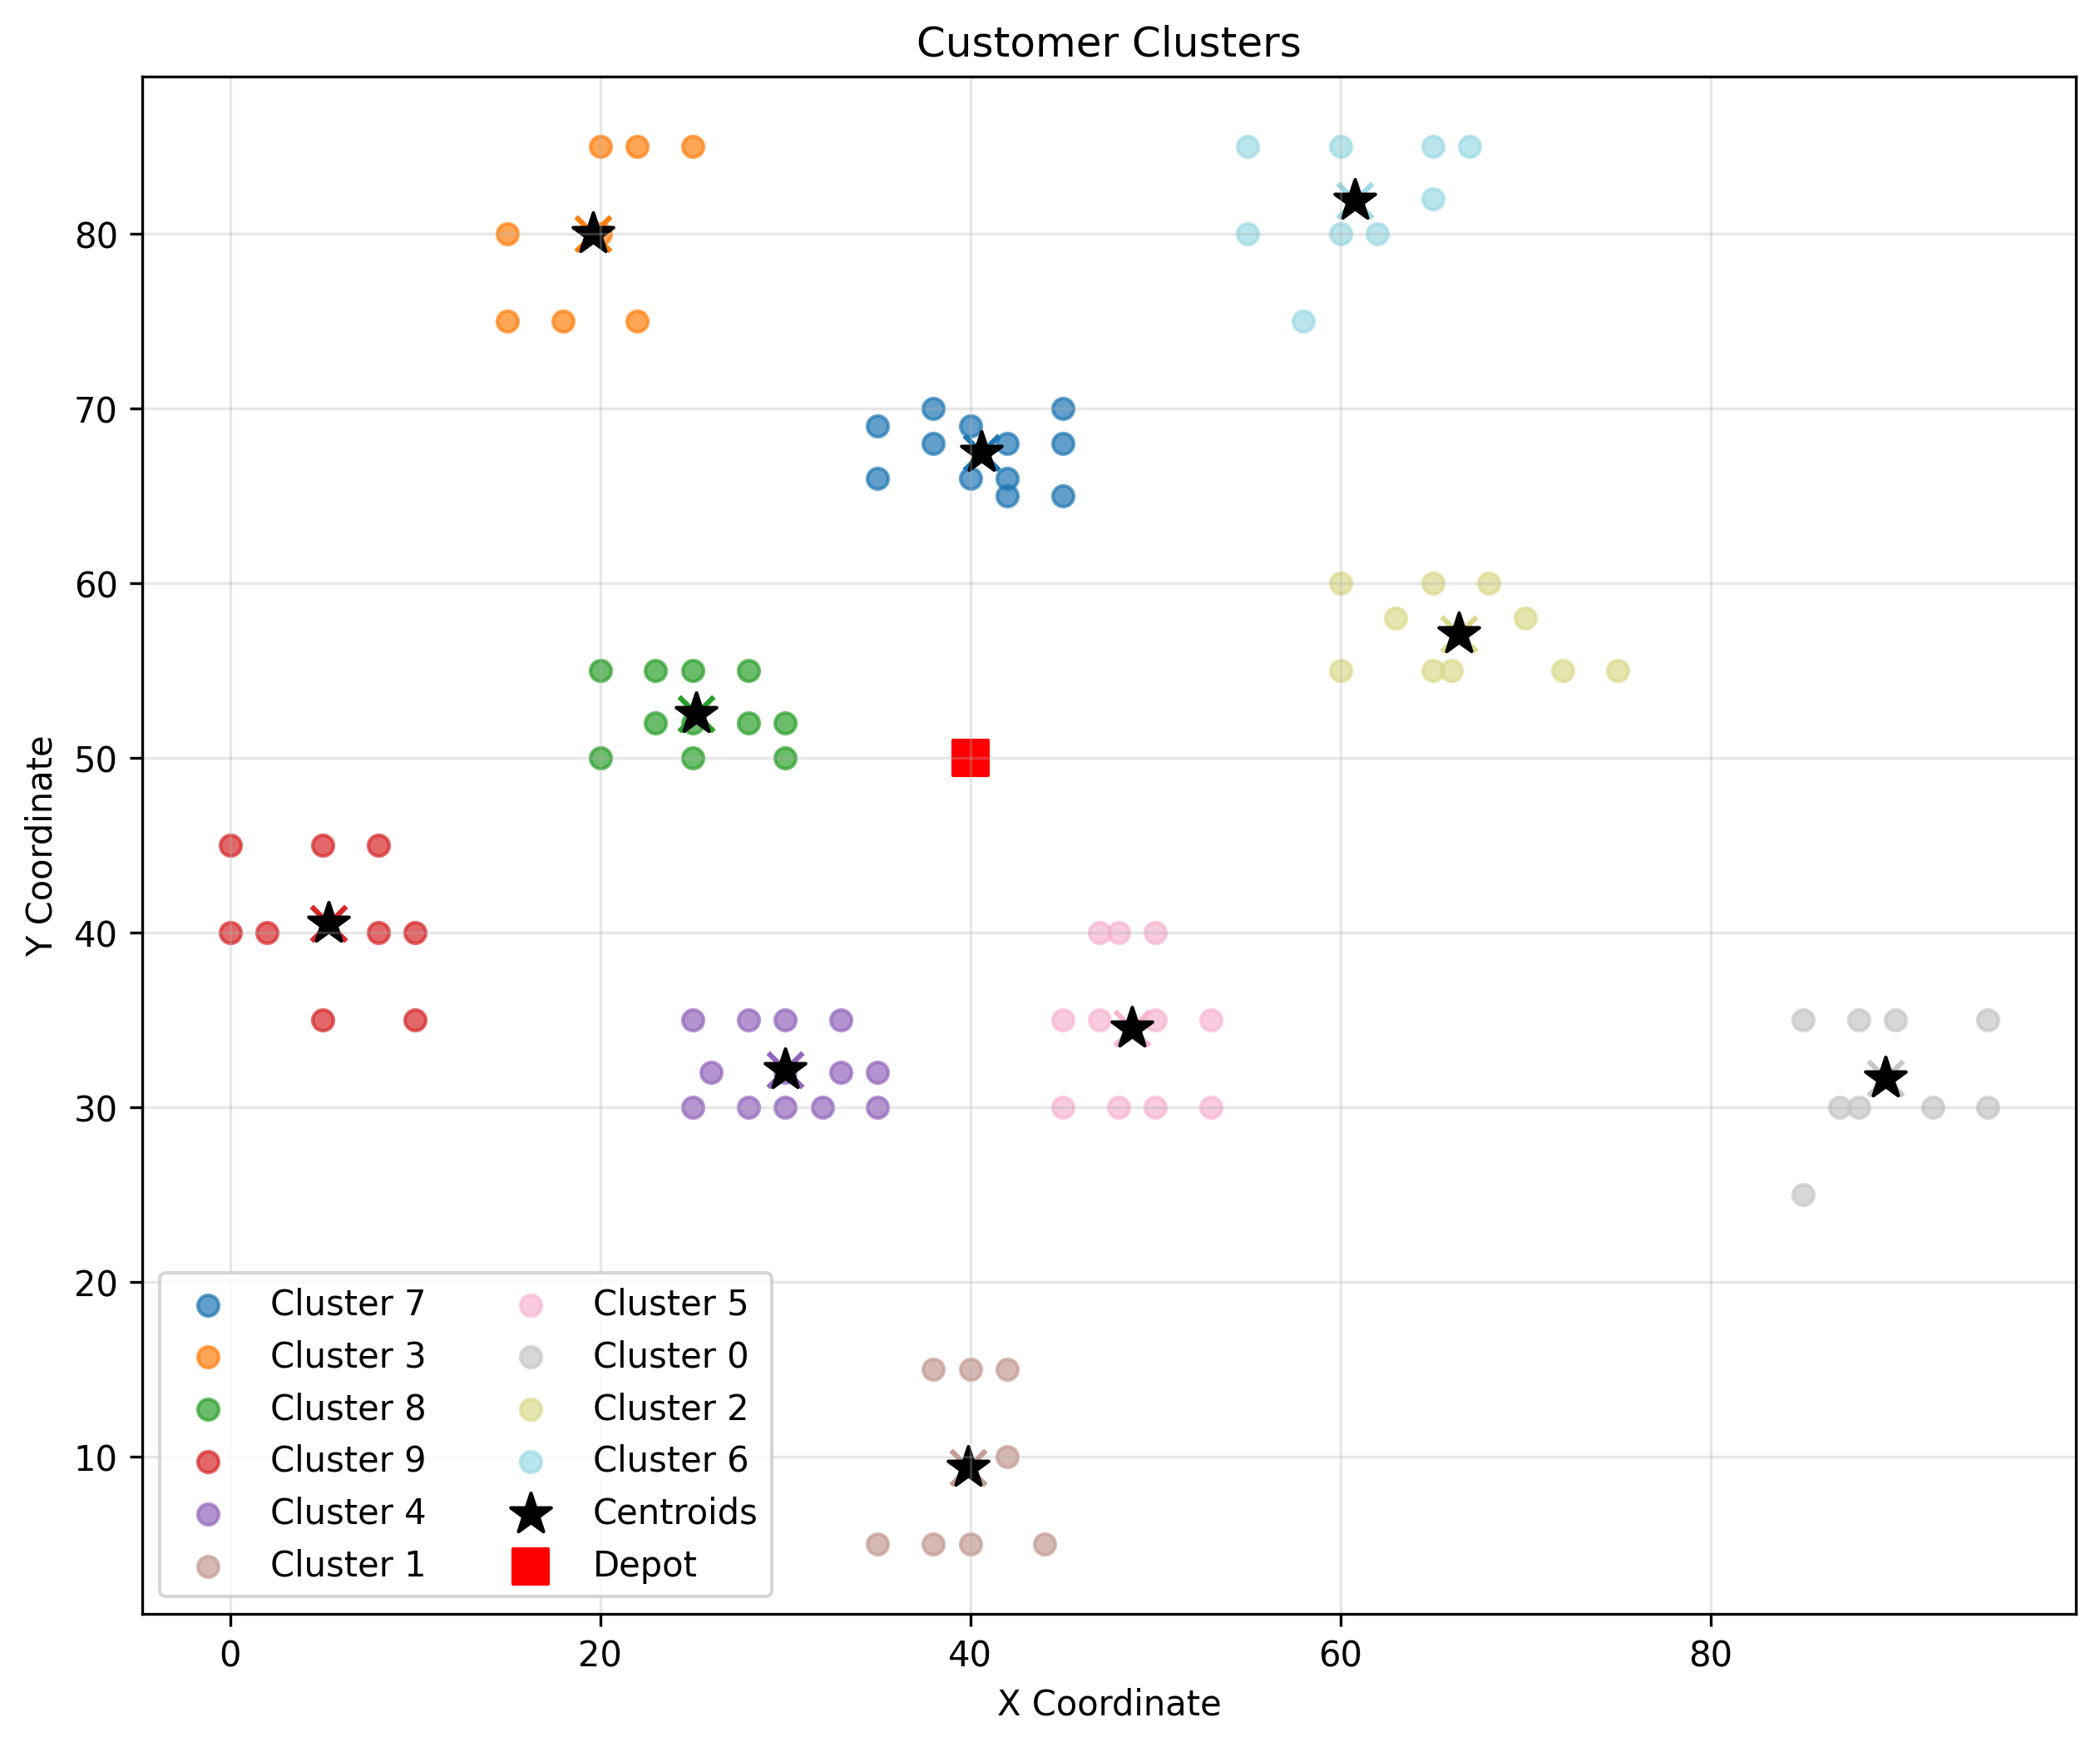 Customer Clusters
Y Coordinate
80
70
60
50
40
30
20
10
Cluster 7
Cluster 3
Cluster 8
Cluster 9
Cluster 4
Cluster 1
Cluster 5
Cluster 0
Cluster 2
Cluster 6
Centroids
Depot
0 20 40 60 80
X Coordinate